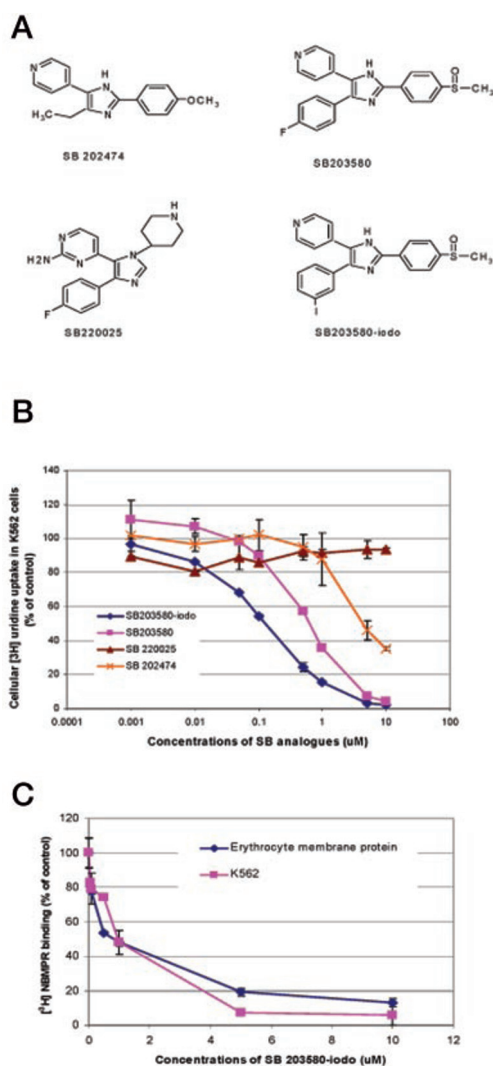 A
N
H
N
N
H
N
OCH3
H3C
F
O
S
CH3
SB 202474
SB203580
H
N
N
H2N
N
N
N
F
N
H
N
N
O
S
CH3
I
SB220025
SB203580-iodo
B
Cellular [3H] uridine uptake in K562 cells
(% of control)
140
120
100
80
60
40
20
0
SB203580-iodo
SB203580
SB 220025
SB 202474
0.0001 0.001 0.01 0.1 1 10 100
Concentrations of SB analogues (uM)
C
[³H] NBMPR binding (% of control)
120
100
80
60
40
20
0
Erythrocyte membrane protein
K562
0 2 4 6 8 10 12
Concentrations of SB 203580-iodo (uM)